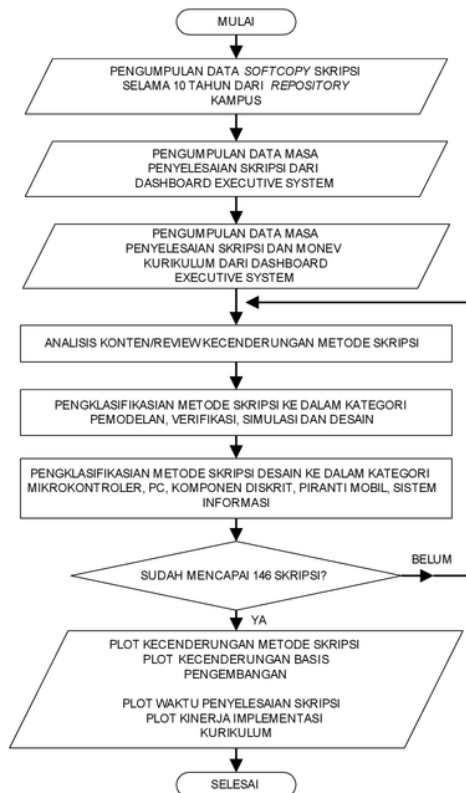 MULAI
PENGUMPULAN DATA SOFTCOPY SKRIPSI
SELAMA 10 TAHUN DARI REPOSITORY
KAMPUS
PENGUMPULAN DATA MASA
PENYELESAIAN SKRIPSI DARI
DASHBOARD EXECUTIVE SYSTEM
PENGUMPULAN DATA MASA
PENYELESAIAN SKRIPSI DAN MONEV
KURIKULUM DARI DASHBOARD
EXECUTIVE SYSTEM
ANALISIS KONTEN/REVIEW KECENDERUNGAN METODE SKRIPSI
PENGKLASIFIKASIAN METODE SKRIPSI KE DALAM KATEGORI
PEMODELAN, VERIFIKASI, SIMULASI DAN DESAIN
PENGKLASIFIKASIAN METODE SKRIPSI DESAIN KE DALAM KATEGORI
MIKROKONTROLER, PC, KOMPONEN DISKRIT, PIRANTI MOBIL, SISTEM
INFORMASI
SUDAH MENCAPAI 146 SKRIPSI?
BELUM
YA
PLOT KECENDERUNGAN METODE SKRIPSI
PLOT KECENDERUNGAN BASIS
PENGEMBANGAN
PLOT WAKTU PENYELESAIAN SKRIPSI
PLOT KINERJA IMPLEMENTASI
KURIKULUM
SELESAI